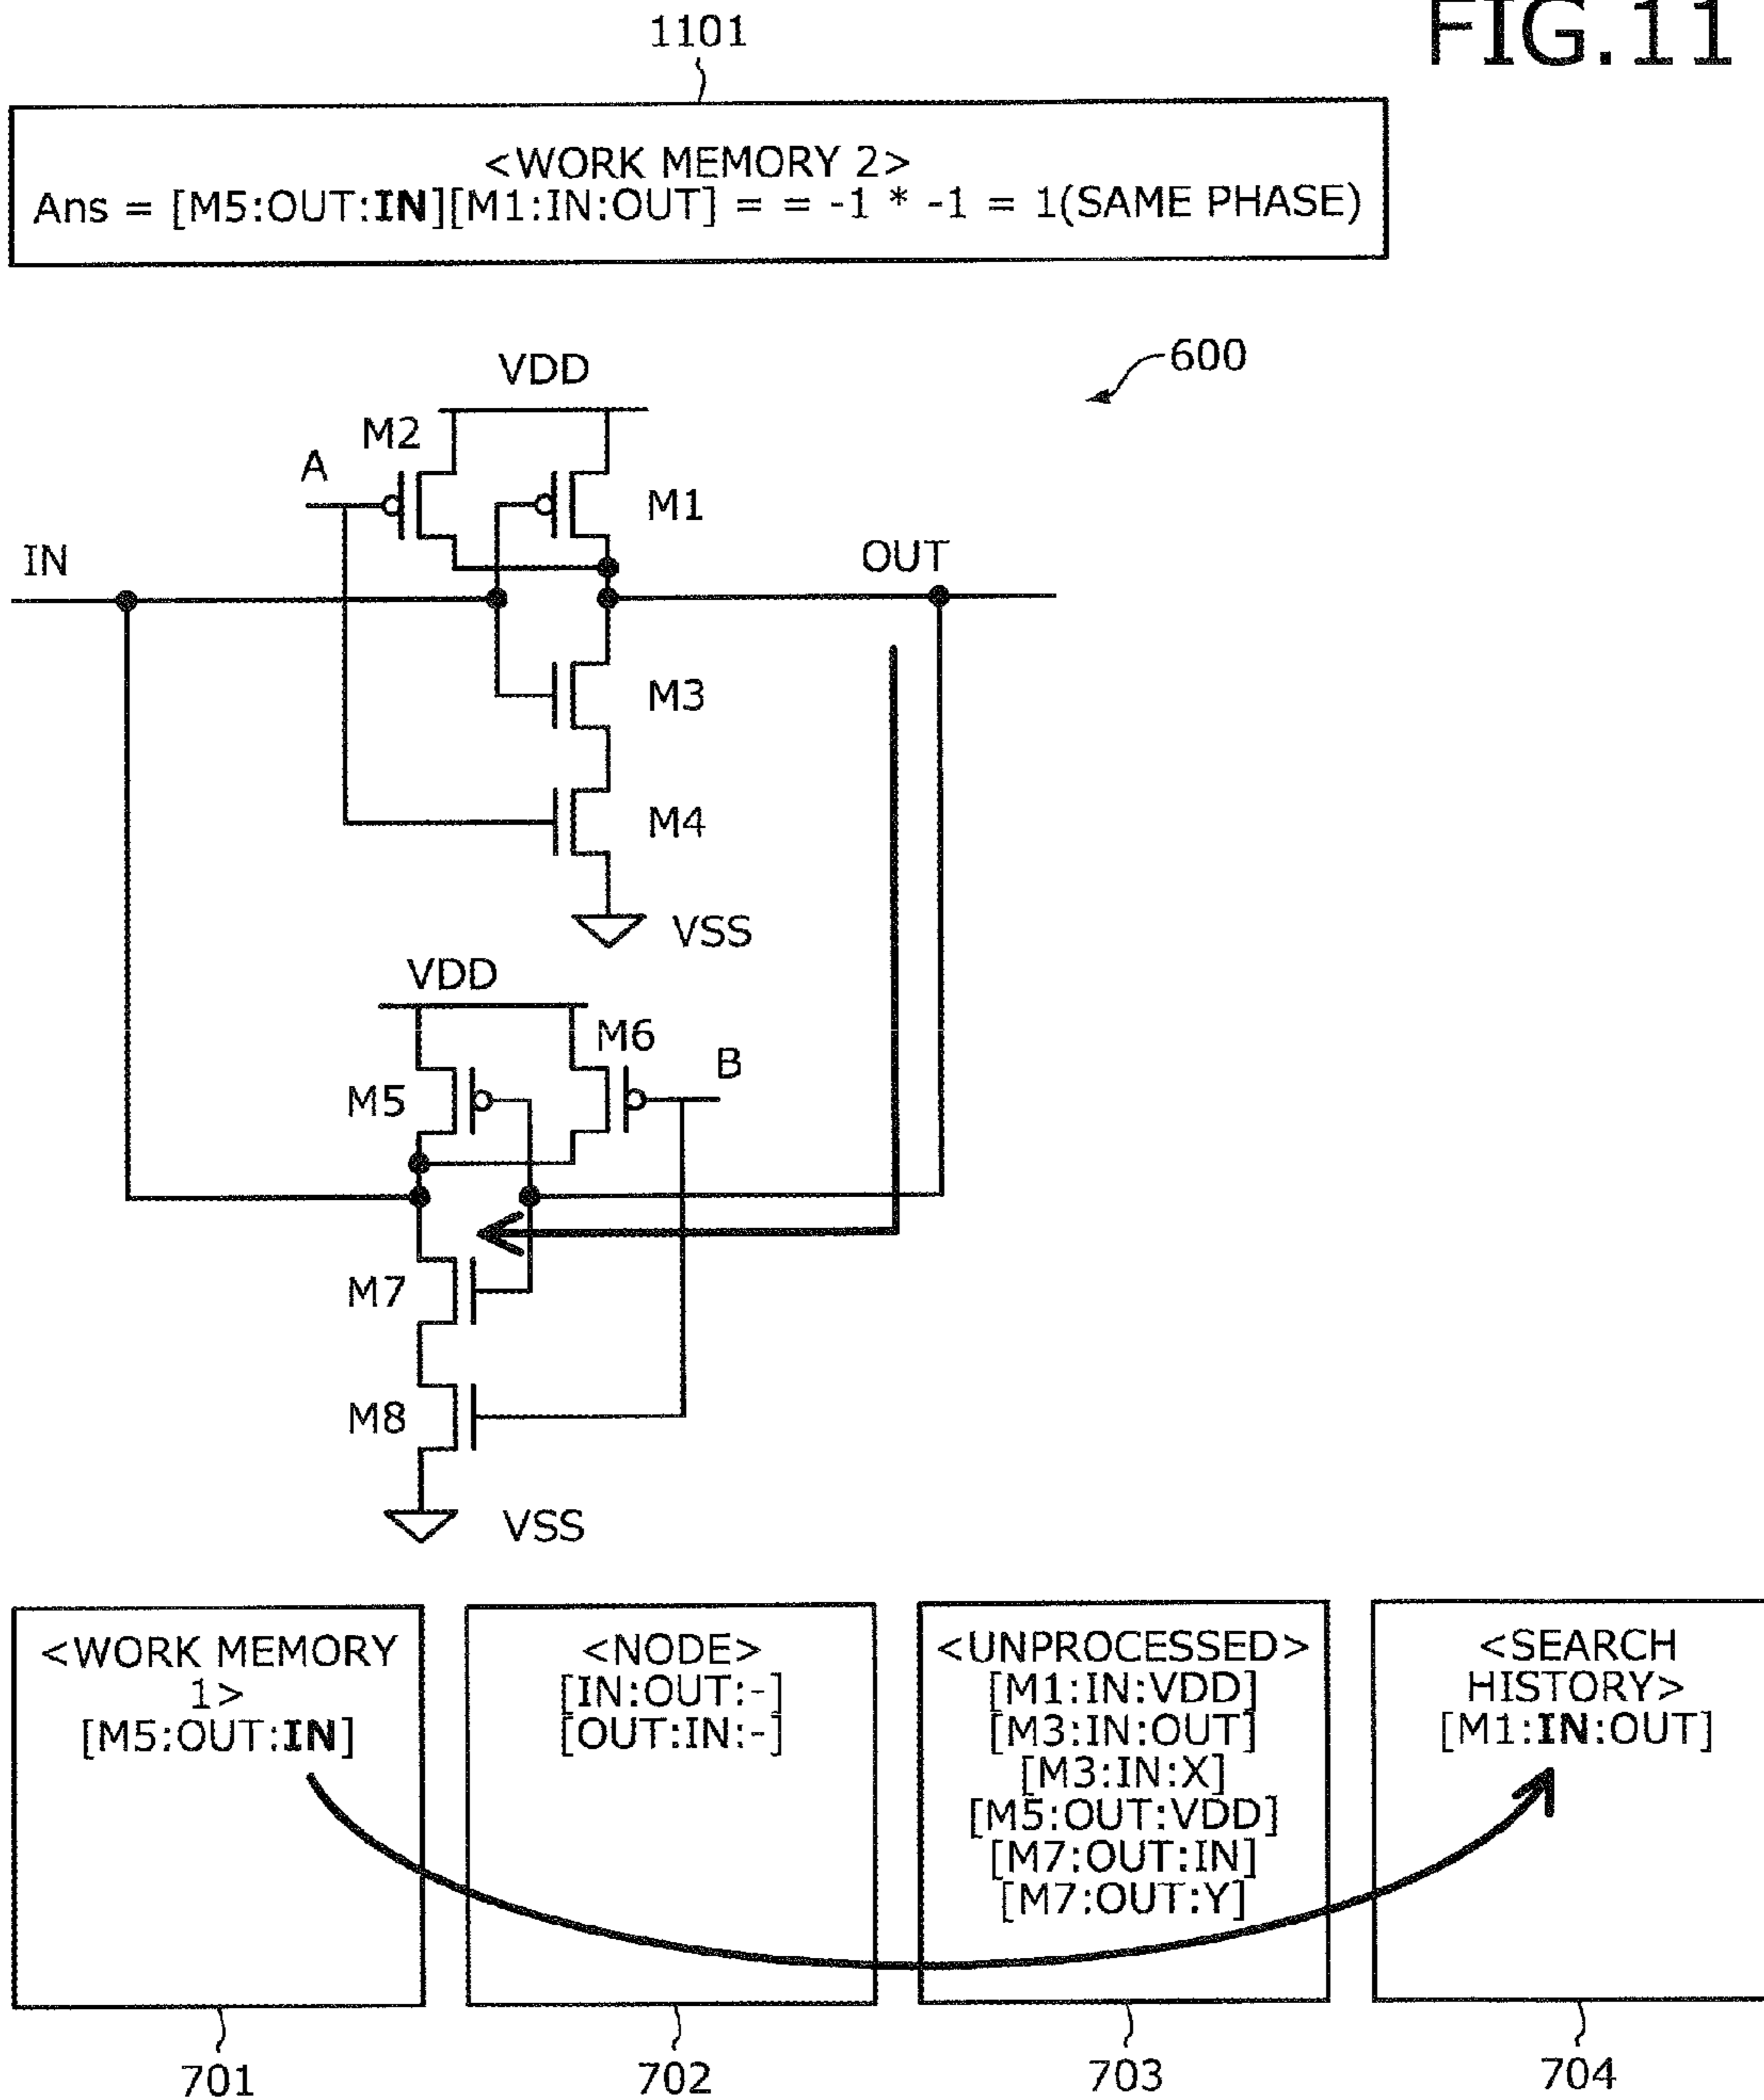 FIG.11
1101
<WORK MEMORY 2>
Ans = [M5:OUT:IN][M1:IN:OUT] = = -1 * -1 = 1(SAME PHASE)
600
VDD
M2
A
M1
IN
OUT
M3
M4
VSS
VDD
M6
B
M5
M7
M8
VSS
<WORK MEMORY
1>
[M5:OUT:IN]
<NODE>
[IN:OUT:-]
[OUT:IN:-]
<UNPROCESSED>
[M1:IN:VDD]
[M3:IN:OUT]
[M3:IN:X]
[M5:OUT:VDD]
[M7:OUT:IN]
[M7:OUT:Y]
<SEARCH
HISTORY>
[M1:IN:OUT]
701
702
703
704